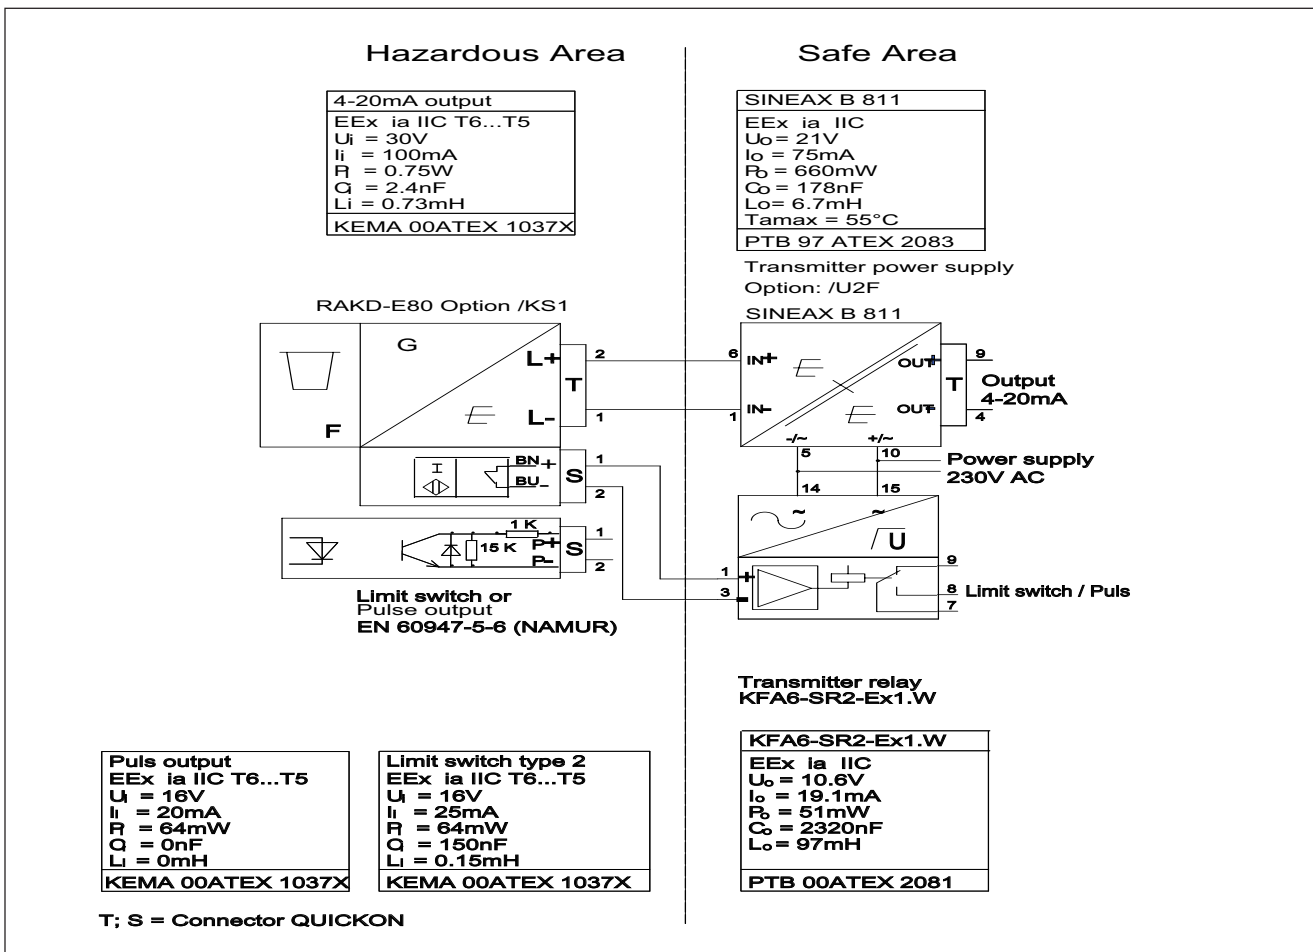 Hazardous Area
Safe Area
4-20mA output
EEx ia IIC T6...T5
Ui = 30V
Ii = 100mA
Pi = 0.75W
Ci = 2.4nF
Li = 0.73mH
KEMA 00ATEX 1037X
SINEAX B 811
EEx ia IIC
Uo = 21V
Io = 75mA
Po = 660mW
Co = 178nF
Lo = 6.7mH
Tamax = 55°C
PTB 97 ATEX 2083
Transmitter power supply
Option: /U2F
SINEAX B 811
RAKD-E80 Option /KS1
F
G
E
L+
L-
T
2
1
6
1
IN+
IN-
E
E
OUT+
OUT-
T
9
4
Output
4-20mA
-/~
+/~
5
10
Power supply
230V AC
14
15
~
~
U
I
BN +
BU -
S
1
2
1 K
15 K
P+
P-
S
1
2
Limit switch or
Pulse output
EN 60947-5-6 (NAMUR)
1
3
+
-
9
8
7
Limit switch / Puls
Transmitter relay
KFA6-SR2-Ex1.W
Puls output
EEx ia IIC T6...T5
Ui = 16V
Ii = 20mA
Pi = 64mW
Ci = 0nF
Li = 0mH
KEMA 00ATEX 1037X
Limit switch type 2
EEx ia IIC T6...T5
Ui = 16V
Ii = 25mA
Pi = 64mW
Ci = 150nF
Li = 0.15mH
KEMA 00ATEX 1037X
KFA6-SR2-Ex1.W
EEx ia IIC
Uo = 10.6V
Io = 19.1mA
Po = 51mW
Co = 2320nF
Lo = 97mH
PTB 00ATEX 2081
T; S = Connector QUICKON